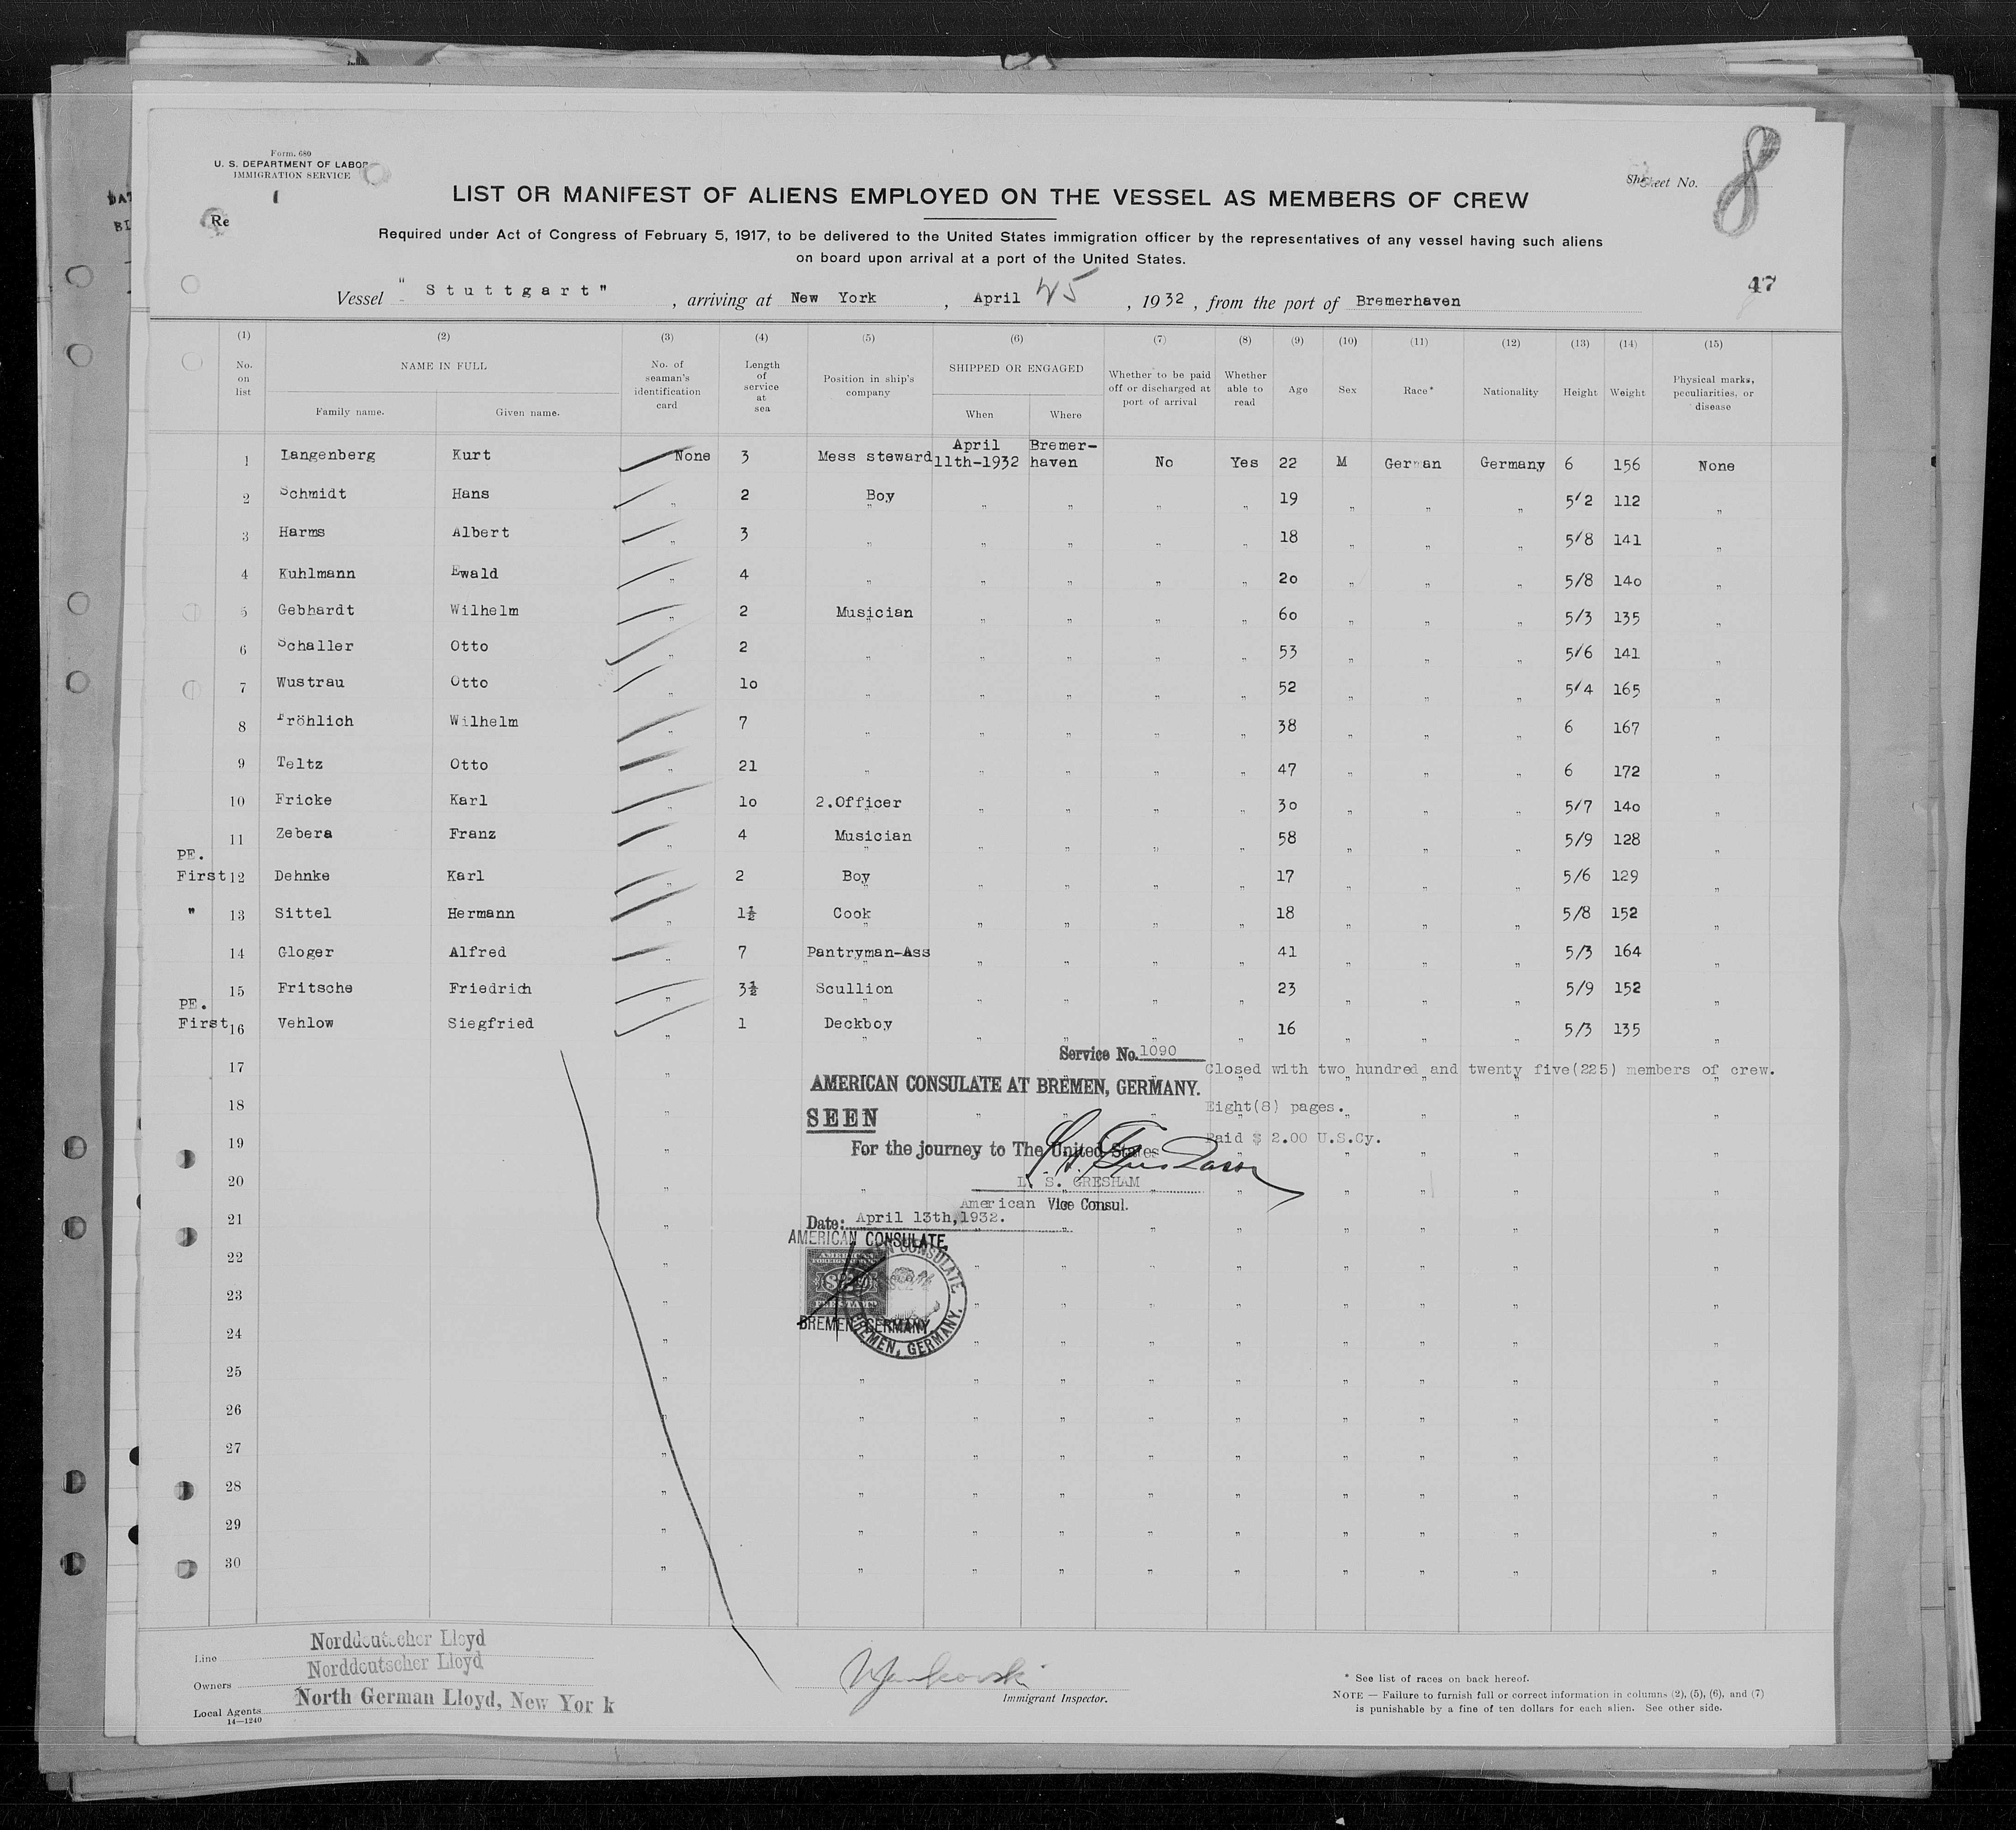 Form. 680
U. S. DEPARTMENT OF LABOR
IMMIGRATION SERVICE
Sheet No. 8
Re
LIST OR MANIFEST OF ALIENS EMPLOYED ON THE VESSEL AS MEMBERS OF CREW
Required under Act of Congress of February 5, 1917, to be delivered to the United States immigration officer by the representatives of any vessel having such aliens
on board upon arrival at a port of the United States.
47
Vessel "Stuttgart", arriving at New York, April 25, 1932, from the port of Bremerhaven
(1) (2) (3) (4) (5) (6) (7) (8) (9) (10) (11) (12) (13) (14) (15)
No. on list NAME IN FULL Family name. Given name. No. of seaman's identification card Length of service at sea Position in ship's company SHIPPED OR ENGAGED When Where Whether to be paid off or discharged at port of arrival Whether able to read Age Sex Race* Nationality Height Weight Physical marks, peculiarities, or disease
1 Langenberg Kurt None 3 Mess steward April 11th-1932 Bremer-haven No Yes 22 M German Germany 6 156 None
2 Schmidt Hans " 2 Boy " " " " 19 " " " 5/2 112 "
3 Harms Albert " 3 " " " " " 18 " " " 5/8 141 "
4 Kuhlmann Ewald " 4 " " " " " 20 " " " 5/8 140 "
5 Gebhardt Wilhelm " 2 Musician " " " " 60 " " " 5/3 135 "
6 Schaller Otto " 2 " " " " " 53 " " " 5/6 141 "
7 Wustrau Otto " 10 " " " " " 52 " " " 5/4 165 "
8 Fröhlich Wilhelm " 7 " " " " " 38 " " " 6 167 "
9 Teltz Otto " 21 " " " " " 47 " " " 6 172 "
10 Fricke Karl " 10 2.Officer " " " " 30 " " " 5/7 140 "
11 Zebera Franz " 4 Musician " " " " 58 " " " 5/9 128 "
PE.
First 12 Dehnke Karl " 2 Boy " " " " 17 " " " 5/6 129 "
" 13 Sittel Hermann " 1½ Cook " " " " 18 " " " 5/8 152 "
14 Gloger Alfred " 7 Pantryman-Ass " " " " 41 " " " 5/3 164 "
15 Fritsche Friedrich " 3½ Scullion " " " " 23 " " " 5/9 152 "
PE.
First 16 Vehlow Siegfried " 1 Deckboy " " " " 16 " " " 5/3 135 "
Service No. 1090
17
Closed with two hundred and twenty five(225) members of crew.
AMERICAN CONSULATE AT BREMEN, GERMANY.
18
Eight(8) pages.
SEEN
19
Paid $ 2.00 U.S.Cy.
For the journey to The United States
20
L. S. GRESHAM
American Vice Consul.
21
Date: April 13th,1932.
AMERICAN CONSULATE,
22
AMERICAN
FOREIGN SERVICE
23
FEE STAMP
BREMEN, GERMANY
AMERICAN CONSULATE
BREMEN, GERMANY.
24
25
26
27
28
29
30
Line Norddeutscher Lloyd
Owners Norddeutscher Lloyd
Local Agents North German Lloyd, New York
14—1240
Immigrant Inspector.
* See list of races on back hereof.
NOTE — Failure to furnish full or correct information in columns (2), (5), (6), and (7)
is punishable by a fine of ten dollars for each alien. See other side.